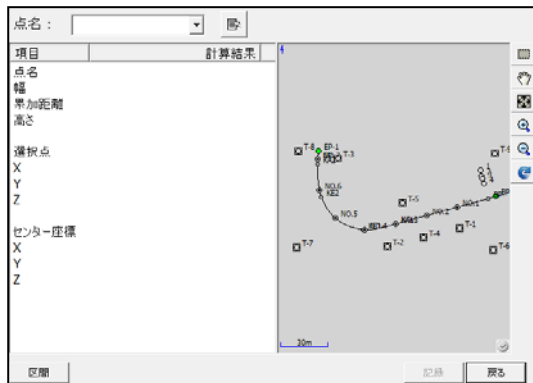 点名：
項目 計算結果
点名
幅
累加距離
高さ
選択点
X
Y
Z
センター座標
X
Y
Z
T-8 EP-1
T-3
NO.6
KE2
NO.5
T-5
T-1
T-4
T-2
T-7
T-6
30m
区間 記録 戻る